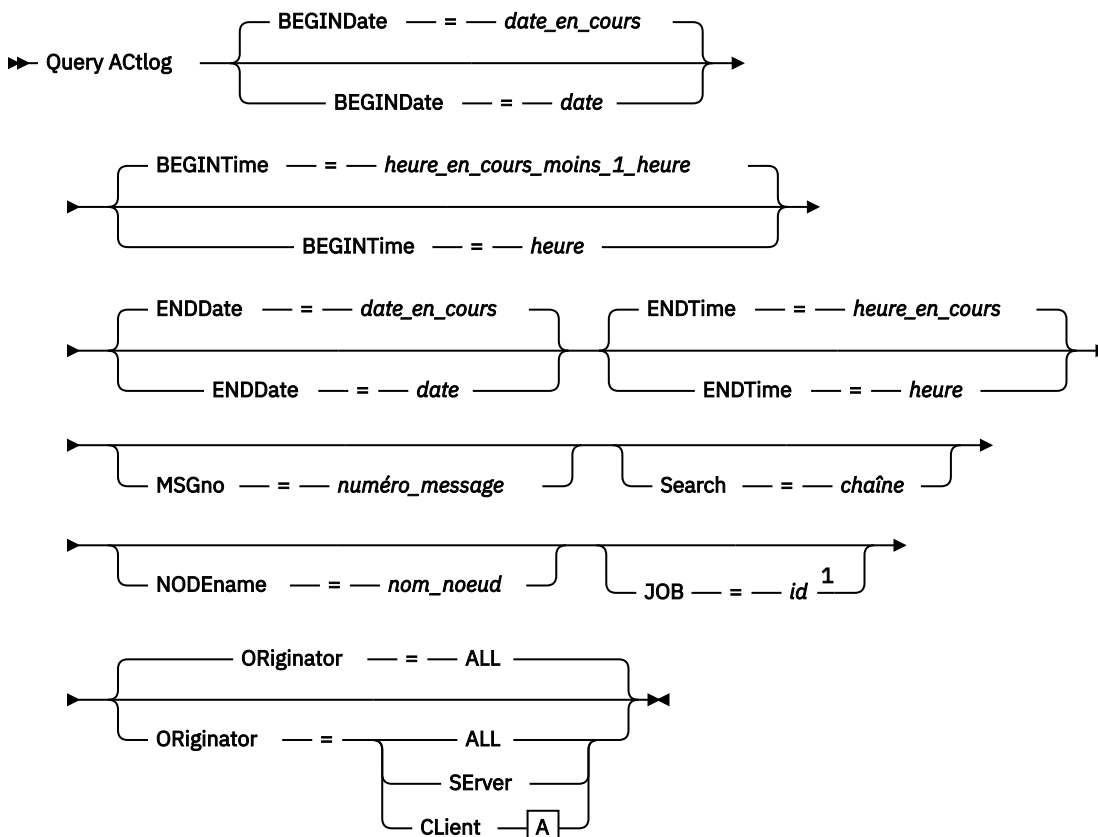 BEGINDate = date_en_cours
Query ACtlog
BEGINDate = date
BEGINTime = heure_en_cours_moins_1_heure
BEGINTime = heure
ENDDate = date_en_cours ENDTime = heure_en_cours
ENDDate = date ENDTime = heure
MSGno = numéro_message Search = chaîne
NODEname = nom_noeud JOB = id 1
ORiginator = ALL
ORiginator = ALL
SErver
CLient A